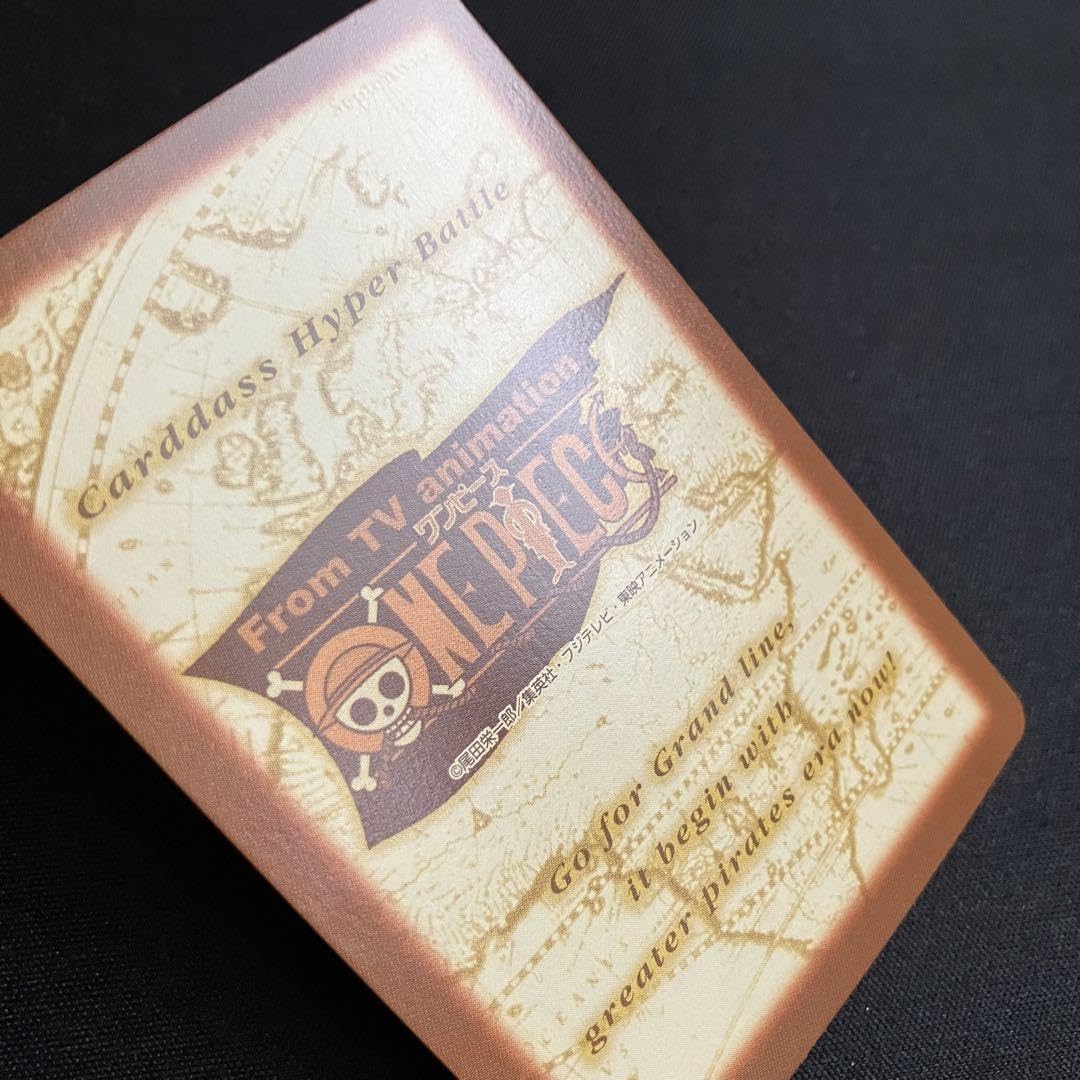 Carddass Hyper Battle
From TV animation
ワンピース
ONE PIECE
©尾田栄一郎／集英社・フジテレビ・東映アニメーション
Go for Grand line,
it begin with
greater pirates era now!